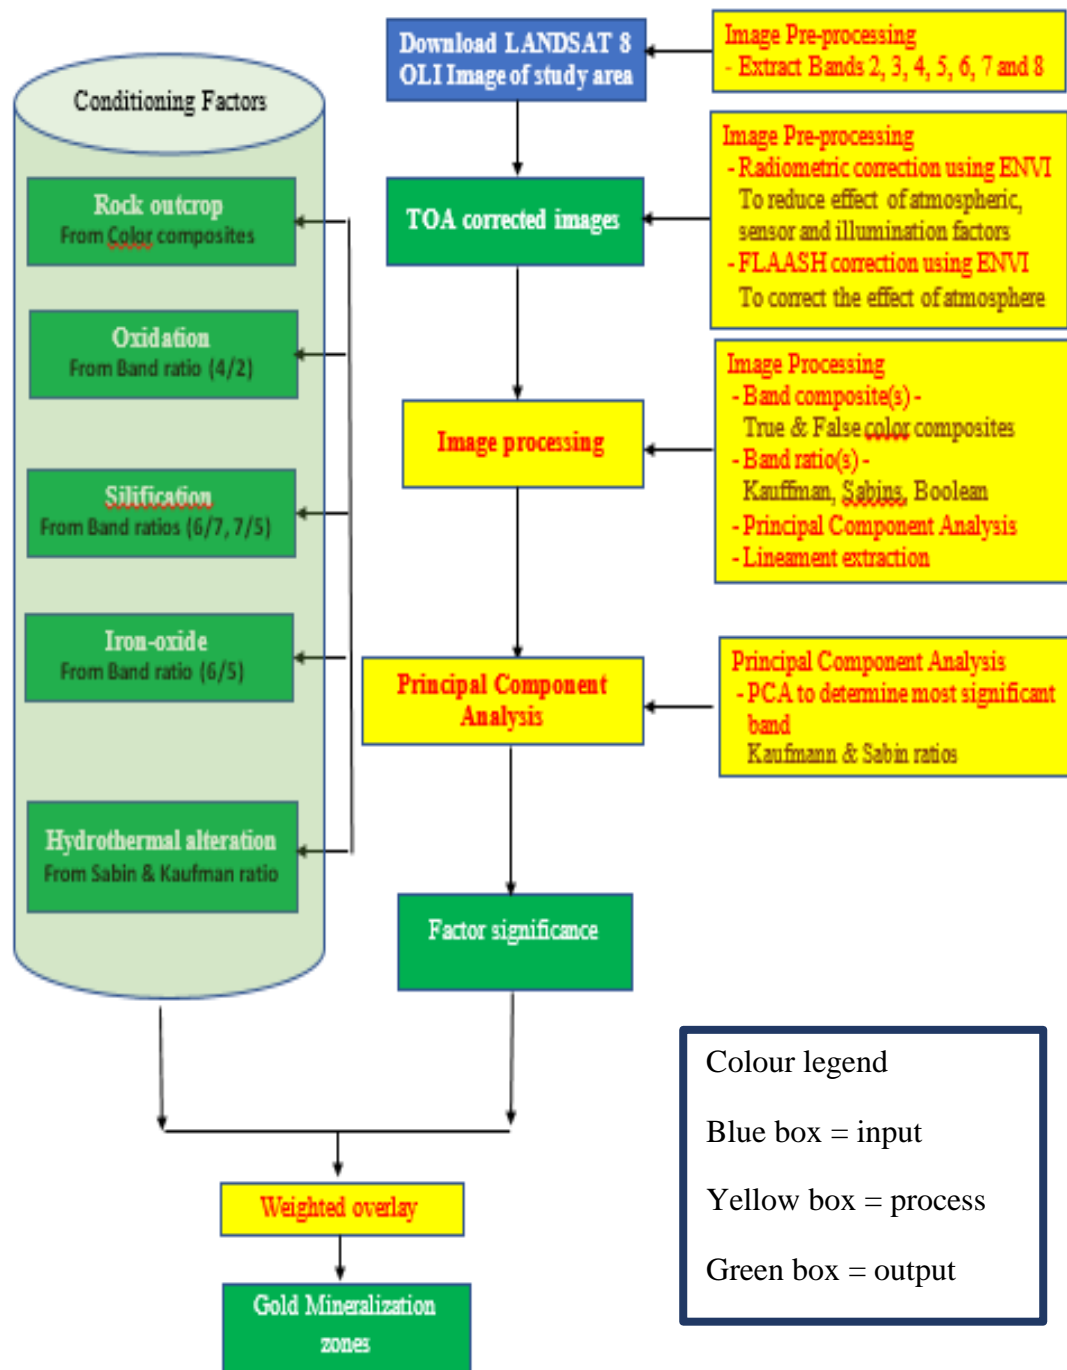 Download LANDSAT 8
OLI Image of study area
Image Pre-processing
- Extract Bands 2, 3, 4, 5, 6, 7 and 8
Conditioning Factors
Rock outcrop
From Color composites
Oxidation
From Band ratio (4/2)
Silification
From Band ratios (6/7, 7/5)
Iron-oxide
From Band ratio (6/5)
Hydrothermal alteration
From Sabin & Kaufman ratio
TOA corrected images
Image Pre-processing
- Radiometric correction using ENVI
To reduce effect of atmospheric,
sensor and illumination factors
- FLAASH correction using ENVI
To correct the effect of atmosphere
Image processing
Image Processing
- Band composite(s) -
True & False color composites
- Band ratio(s) -
Kauffman, Sabins, Boolean
- Principal Component Analysis
- Lineament extraction
Principal Component
Analysis
Principal Component Analysis
- PCA to determine most significant
band
Kaufmann & Sabin ratios
Factor significance
Weighted overlay
Gold Mineralization
zones
Colour legend
Blue box = input
Yellow box = process
Green box = output